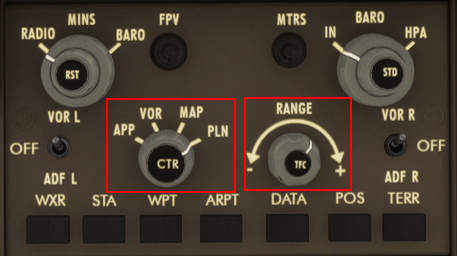 MINS
FPV
MTRS
BARO
RADIO
BARO
IN
HPA
RST
STD
VOR L
VOR
MAP
RANGE
VOR R
APP
PLN
OFF
CTR
-
TFC
+
OFF
ADF L
ADF R
WXR
STA
WPT
ARPT
DATA
POS
TERR